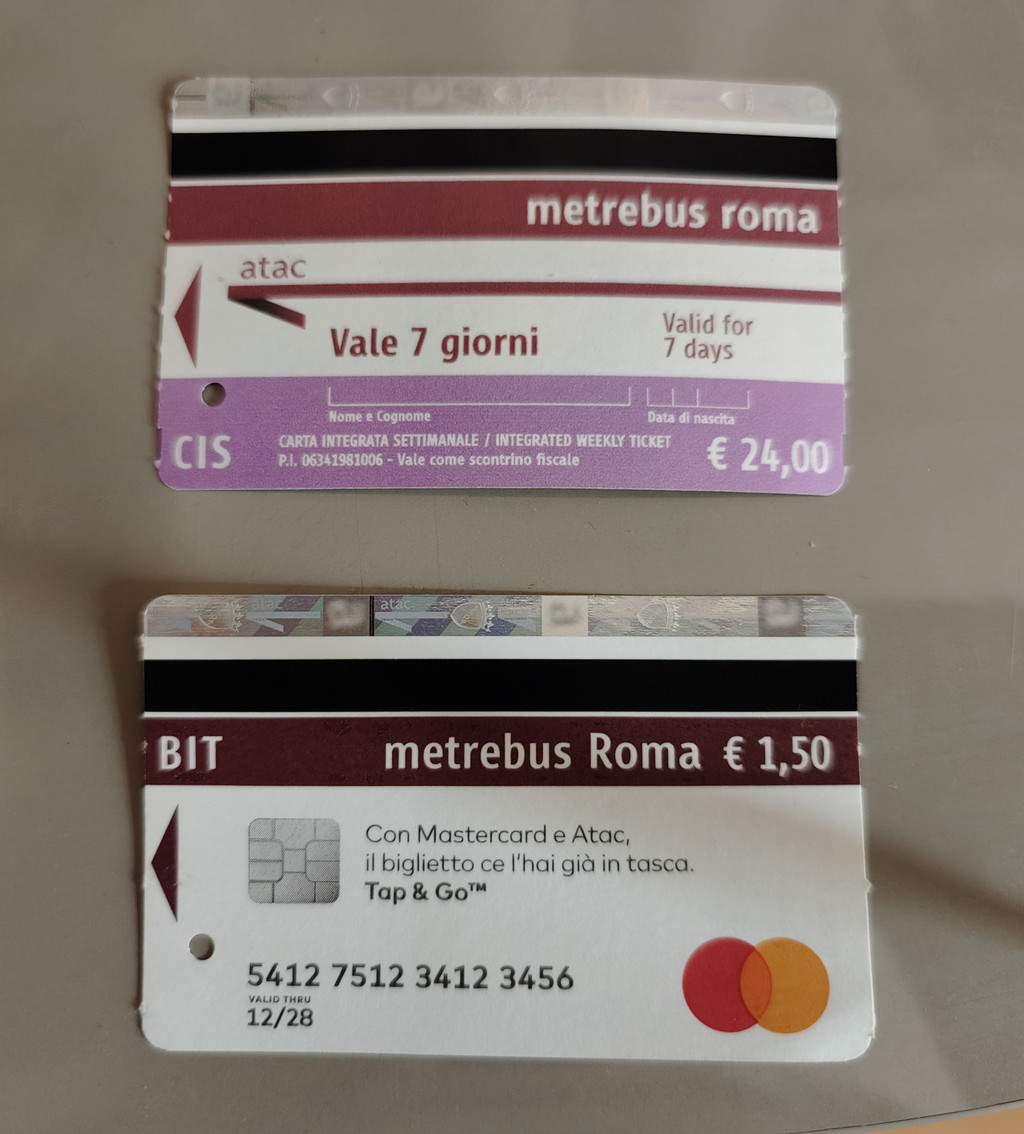 metrebus roma
atac
Vale 7 giorni
Valid for
7 days
Nome e Cognome
Data di nascita
CIS
CARTA INTEGRATA SETTIMANALE / INTEGRATED WEEKLY TICKET
P.I. 06341981006 - Vale come scontrino fiscale
€ 24,00
atac
atac
BIT
metrebus Roma € 1,50
Con Mastercard e Atac,
il biglietto ce l'hai già in tasca.
Tap & Go™
5412 7512 3412 3456
VALID THRU
12/28